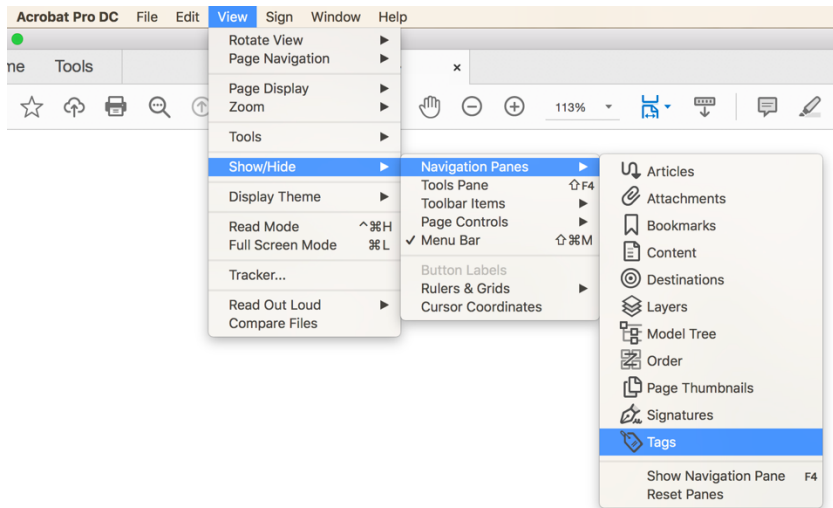 Acrobat Pro DC File Edit View Sign Window Help
me Tools ×
113%
Rotate View
Page Navigation
Page Display
Zoom
Tools
Show/Hide
Display Theme
Read Mode ^⌘H
Full Screen Mode ⌘L
Tracker...
Read Out Loud
Compare Files
Navigation Panes
Tools Pane ⇧F4
Toolbar Items
Page Controls
✓ Menu Bar ⇧⌘M
Button Labels
Rulers & Grids
Cursor Coordinates
Articles
Attachments
Bookmarks
Content
Destinations
Layers
Model Tree
Order
Page Thumbnails
Signatures
Tags
Show Navigation Pane F4
Reset Panes